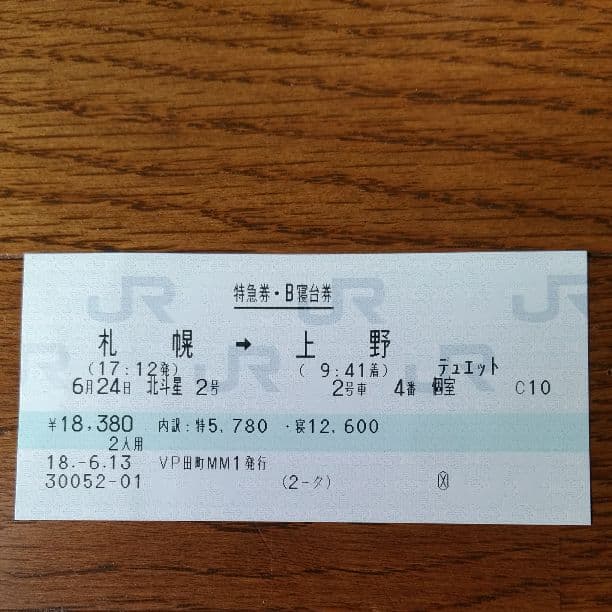 特急券・B寝台券
札幌 → 上野
(17:12発) (9:41着) デュエット
6月24日 北斗星 2号 2号車 4番 個室 C10
¥18,380 内訳:特5,780 ・寝12,600
2人用
18.-6.13 VP田町MM1発行
30052-01 (2-タ) X